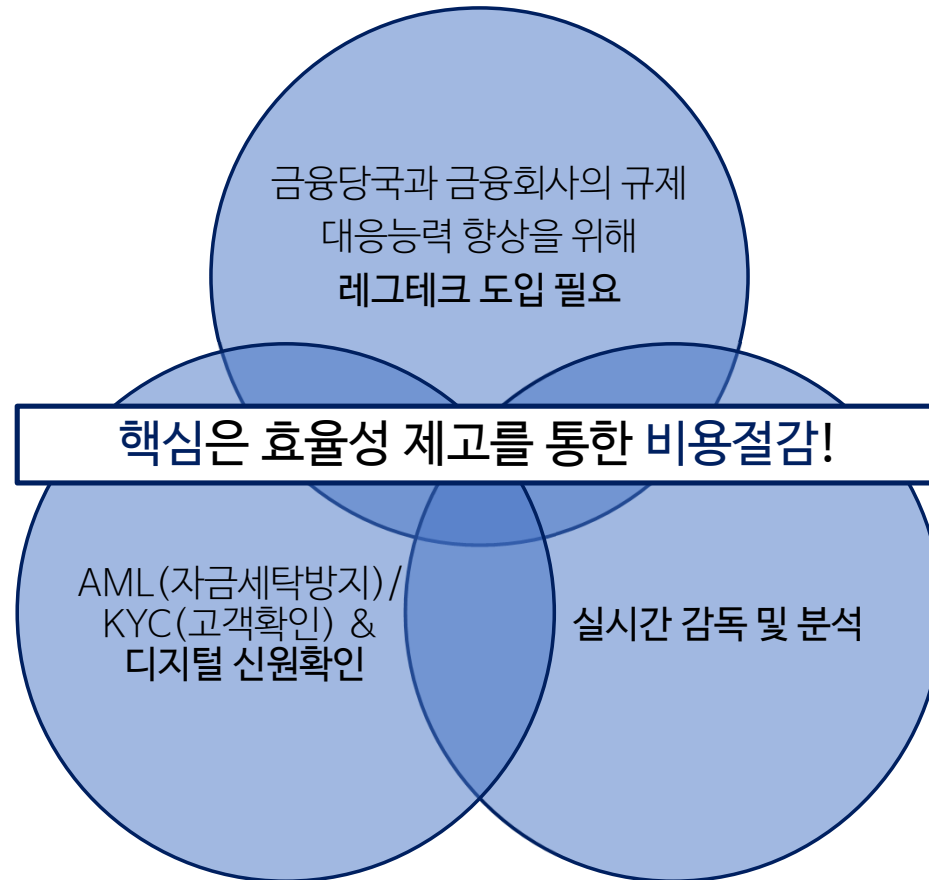 금융당국과 금융회사의 규제
대응능력 향상을 위해
레그테크 도입 필요
핵심은 효율성 제고를 통한 비용절감!
AML(자금세탁방지)/
KYC(고객확인) &
디지털 신원확인
실시간 감독 및 분석